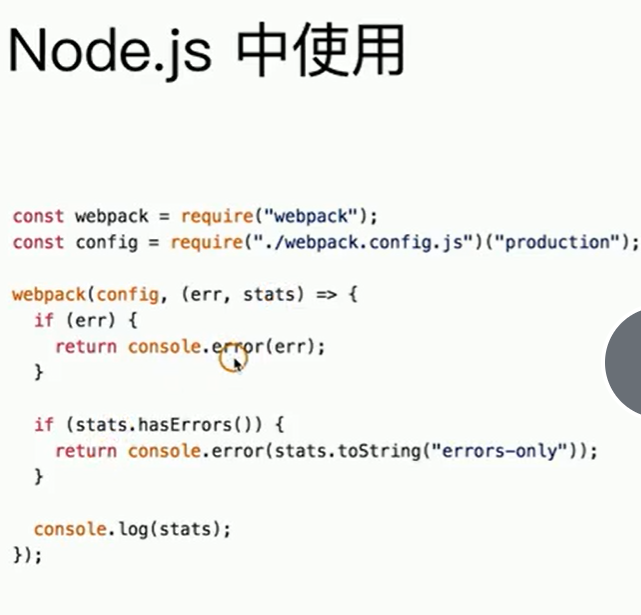 Node.js 中使用
const webpack = require("webpack");
const config = require("./webpack.config.js")("production");
webpack(config, (err, stats) => {
  if (err) {
    return console.error(err);
  }
  if (stats.hasErrors()) {
    return console.error(stats.toString("errors-only"));
  }
  console.log(stats);
});